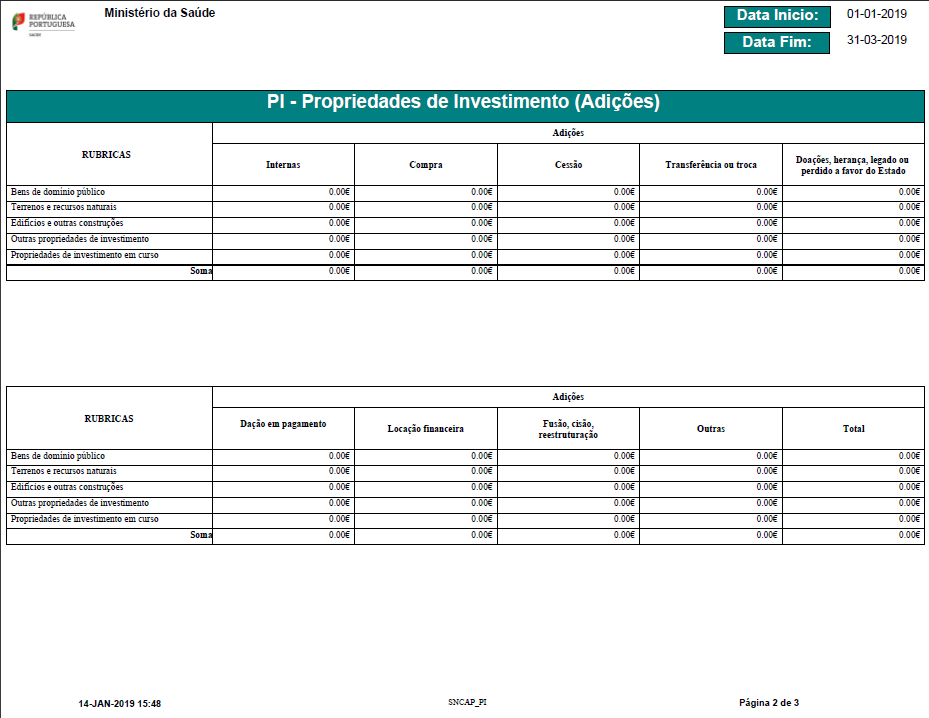 REPÚBLICA
PORTUGUESA
SAÚDE
Ministério da Saúde
Data Inicio: 01-01-2019
Data Fim: 31-03-2019
PI - Propriedades de Investimento (Adições)
RUBRICAS
Adições
Internas Compra Cessão Transferência ou troca Doações, herança, legado ou
perdido a favor do Estado
Bens de domínio público 0.00€ 0.00€ 0.00€ 0.00€ 0.00€
Terrenos e recursos naturais 0.00€ 0.00€ 0.00€ 0.00€ 0.00€
Edifícios e outras construções 0.00€ 0.00€ 0.00€ 0.00€ 0.00€
Outras propriedades de investimento 0.00€ 0.00€ 0.00€ 0.00€ 0.00€
Propriedades de investimento em curso 0.00€ 0.00€ 0.00€ 0.00€ 0.00€
Soma 0.00€ 0.00€ 0.00€ 0.00€ 0.00€
RUBRICAS
Adições
Dação em pagamento Locação financeira Fusão, cisão,
reestruturação Outras Total
Bens de domínio público 0.00€ 0.00€ 0.00€ 0.00€ 0.00€
Terrenos e recursos naturais 0.00€ 0.00€ 0.00€ 0.00€ 0.00€
Edifícios e outras construções 0.00€ 0.00€ 0.00€ 0.00€ 0.00€
Outras propriedades de investimento 0.00€ 0.00€ 0.00€ 0.00€ 0.00€
Propriedades de investimento em curso 0.00€ 0.00€ 0.00€ 0.00€ 0.00€
Soma 0.00€ 0.00€ 0.00€ 0.00€ 0.00€
14-JAN-2019 15:48 SNCAP_PI Página 2 de 3